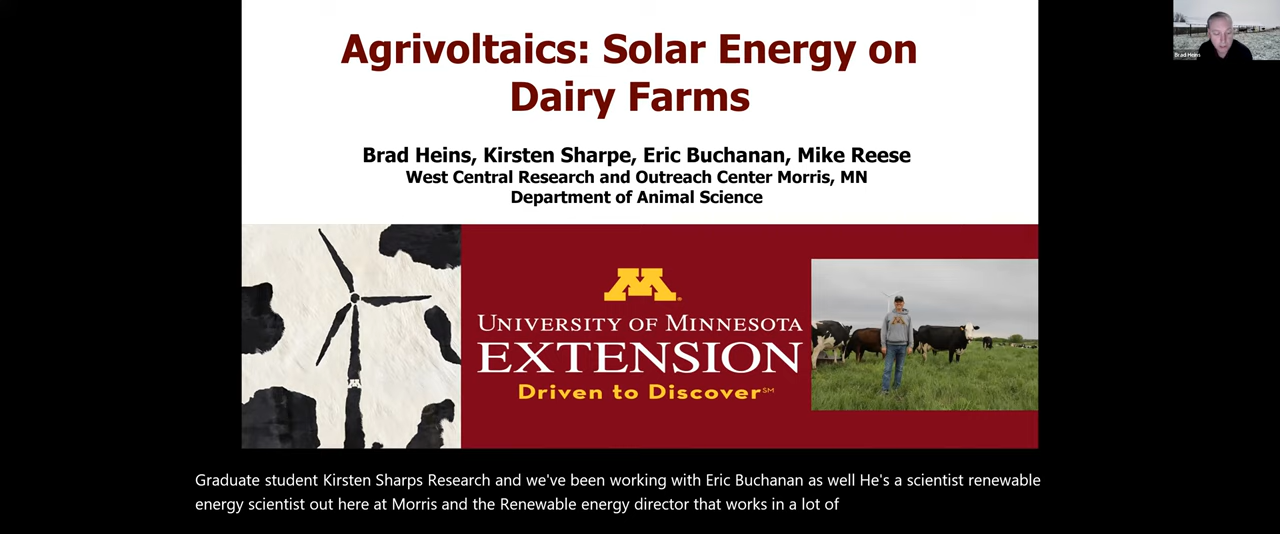 Agrivoltaics: Solar Energy on
Dairy Farms
Brad Heins, Kirsten Sharpe, Eric Buchanan, Mike Reese
West Central Research and Outreach Center Morris, MN
Department of Animal Science
M
UNIVERSITY OF MINNESOTA
EXTENSION
Driven to Discover℠
Brad Heins
Graduate student Kirsten Sharps Research and we've been working with Eric Buchanan as well He's a scientist renewable
energy scientist out here at Morris and the Renewable energy director that works in a lot of